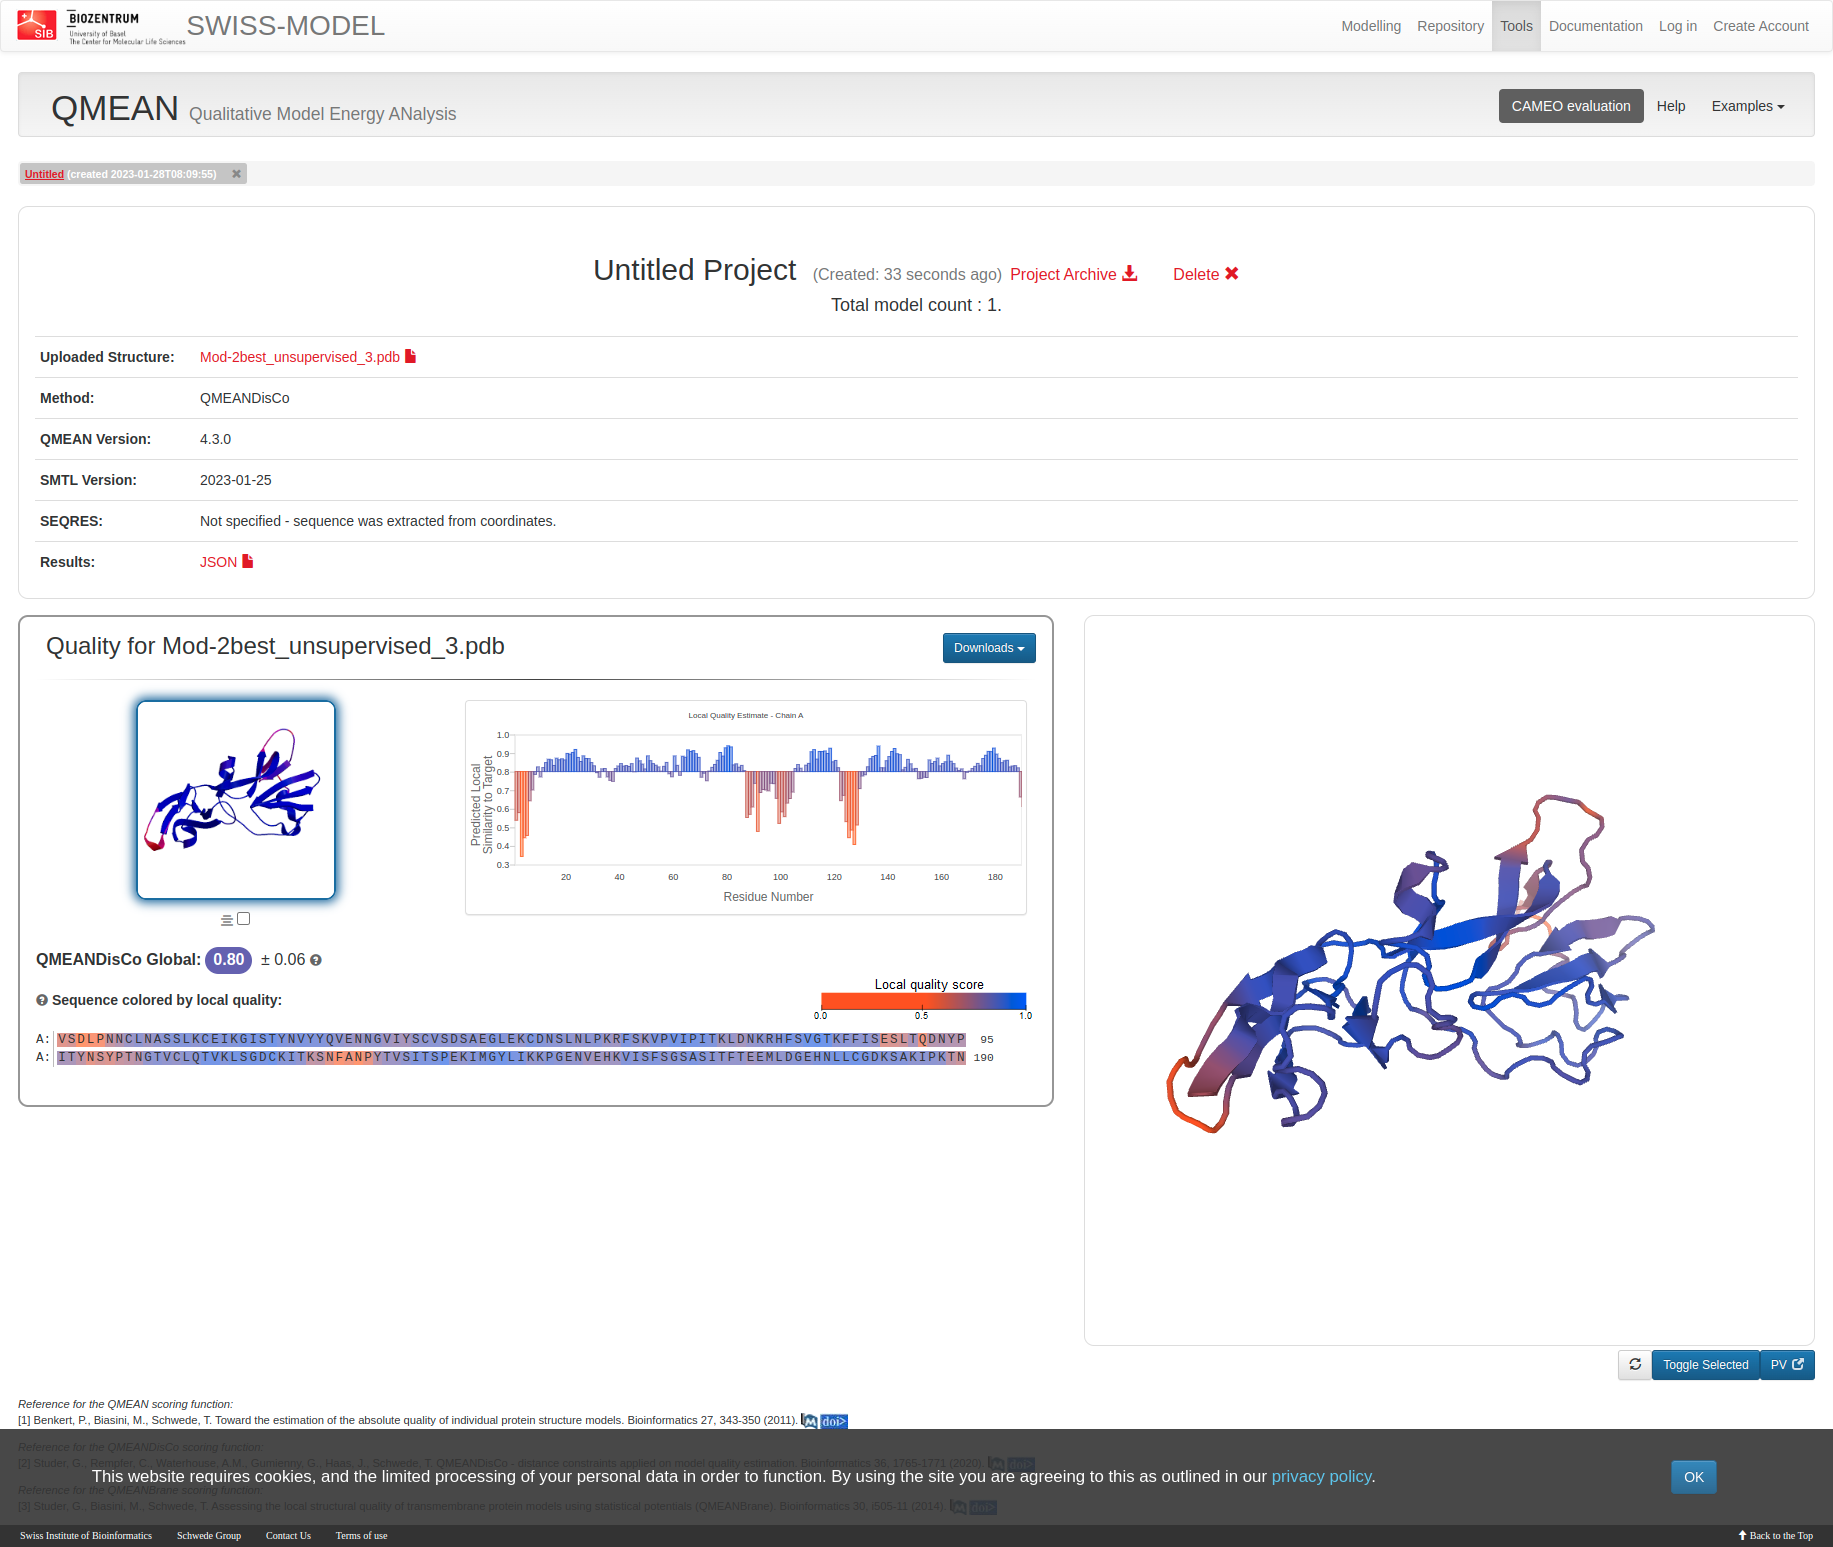 SIB
BIOZENTRUM
University of Basel
The Center for Molecular Life Sciences
SWISS-MODEL
Modelling
Repository
Tools
Documentation
Log in
Create Account
QMEAN Qualitative Model Energy ANalysis
CAMEO evaluation
Help
Examples
Untitled (created 2023-01-28T08:09:55)
Untitled Project (Created: 33 seconds ago) Project Archive Delete
Total model count : 1.
Uploaded Structure: Mod-2best_unsupervised_3.pdb
Method: QMEANDisCo
QMEAN Version: 4.3.0
SMTL Version: 2023-01-25
SEQRES: Not specified - sequence was extracted from coordinates.
Results: JSON
Quality for Mod-2best_unsupervised_3.pdb
Downloads
Local Quality Estimate - Chain A
Predicted Local
Similarity to Target
1.0
0.9
0.8
0.7
0.6
0.5
0.4
0.3
20 40 60 80 100 120 140 160 180
Residue Number
QMEANDisCo Global: 0.80 ± 0.06
Sequence colored by local quality:
Local quality score
0.0 0.5 1.0
A: VSDLPNNCLNASSLKCEIKGISTYNVYYQVENNGVIYSCVSDSAEGLEKCDNSLNLPKRFSKVPVIPITKLDNKRHFSVGTKFFISESLTQDNYP 95
A: ITYNSYPTNGTVCLQTVKLSGDCKITKSNFANPYTVSITSPEKIMGYLIKKPGENVEHKVISFSGSASITFTEEMLDGEHNLLCGDKSAKIPKTN 190
Toggle Selected
PV
Reference for the QMEAN scoring function:
[1] Benkert, P., Biasini, M., Schwede, T. Toward the estimation of the absolute quality of individual protein structure models. Bioinformatics 27, 343-350 (2011). M doi>
Reference for the QMEANDisCo scoring function:
[2] Studer, G., Rempfer, C., Waterhouse, A.M., Gumienny, G., Haas, J., Schwede, T. QMEANDisCo - distance constraints applied on model quality estimation. Bioinformatics 36, 1765-1771 (2020). M doi>
This website requires cookies, and the limited processing of your personal data in order to function. By using the site you are agreeing to this as outlined in our privacy policy.
OK
Reference for the QMEANBrane scoring function:
[3] Studer, G., Biasini, M., Schwede, T. Assessing the local structural quality of transmembrane protein models using statistical potentials (QMEANBrane). Bioinformatics 30, i505-11 (2014). M doi>
Swiss Institute of Bioinformatics
Schwede Group
Contact Us
Terms of use
Back to the Top